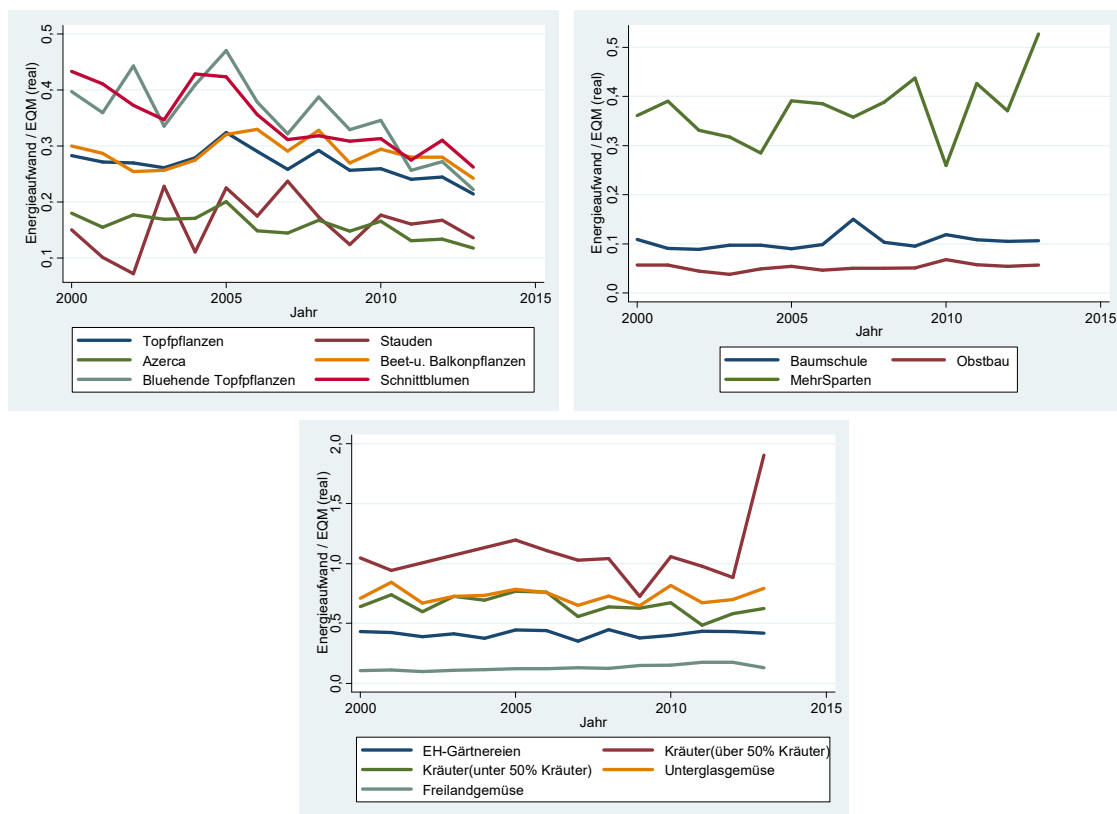 Energieaufwand / EQM (real)
0,5
0,4
0,3
0,2
0,1
2000 2005 2010 2015
Jahr
Topfpflanzen Stauden
Azerca Beet-u. Balkonpflanzen
Bluehende Topfpflanzen Schnittblumen
Energieaufwand / EQM (real)
0,5
0,4
0,3
0,2
0,1
0,0
2000 2005 2010 2015
Jahr
Baumschule Obstbau
MehrSparten
Energieaufwand / EQM (real)
2,0
1,5
1,0
0,5
0,0
2000 2005 2010 2015
Jahr
EH-Gärtnereien Kräuter(über 50% Kräuter)
Kräuter(unter 50% Kräuter) Unterglasgemüse
Freilandgemüse